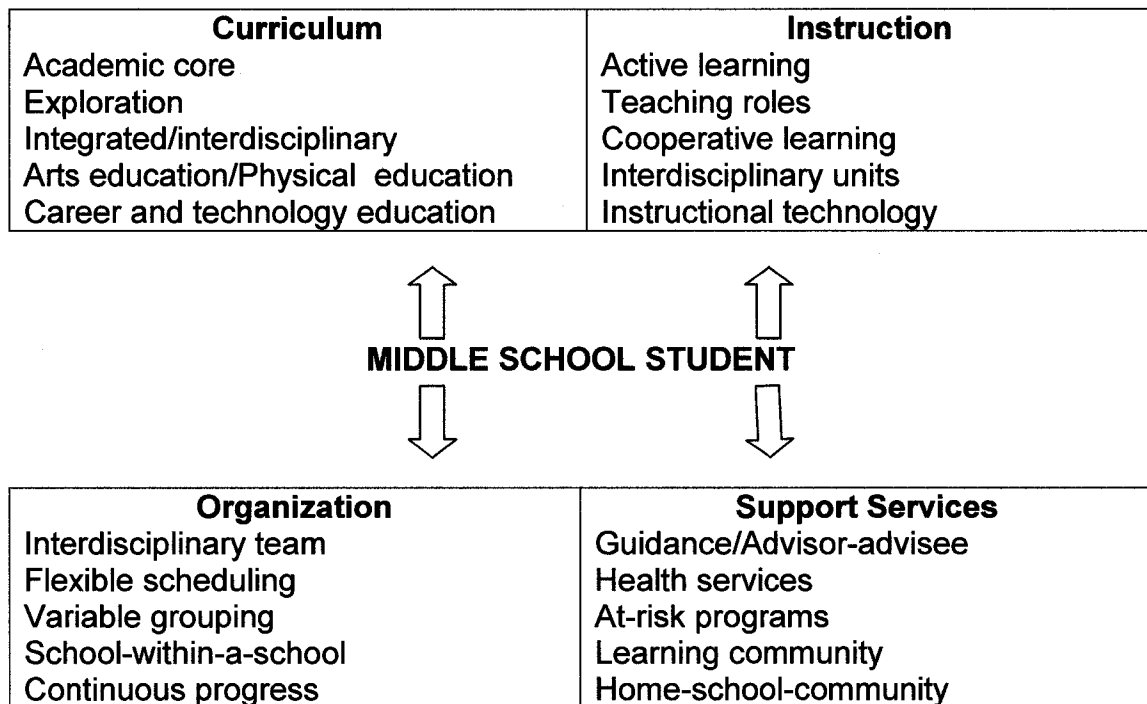 Curriculum
Academic core
Exploration
Integrated/interdisciplinary
Arts education/Physical education
Career and technology education
Instruction
Active learning
Teaching roles
Cooperative learning
Interdisciplinary units
Instructional technology
MIDDLE SCHOOL STUDENT
Organization
Interdisciplinary team
Flexible scheduling
Variable grouping
School-within-a-school
Continuous progress
Support Services
Guidance/Advisor-advisee
Health services
At-risk programs
Learning community
Home-school-community